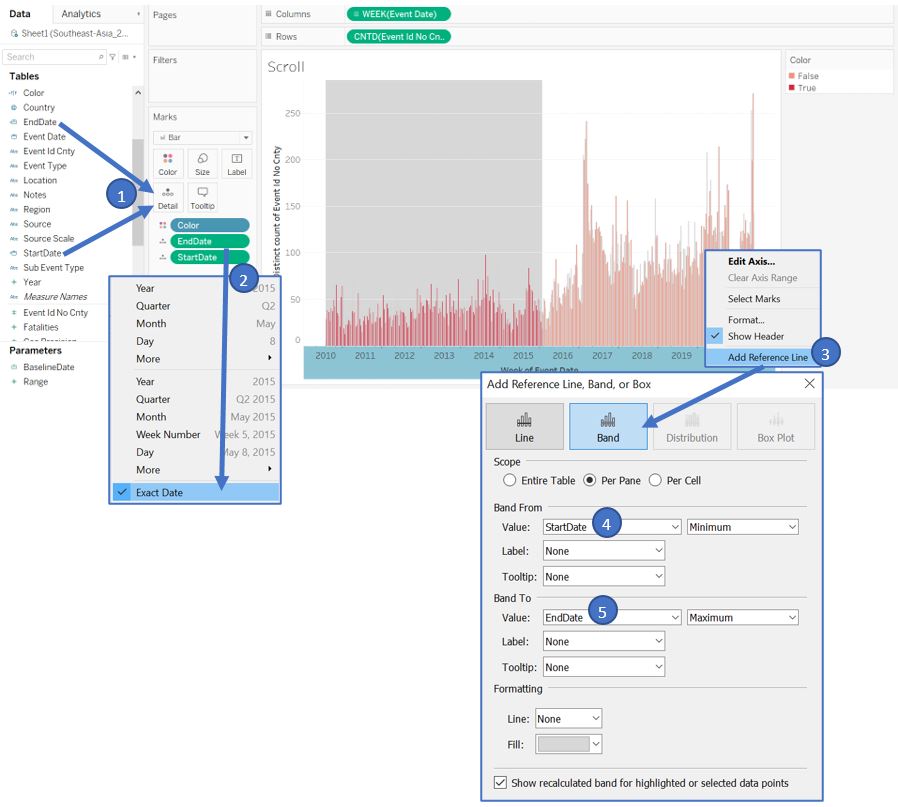 Data
Analytics
Sheet1 (Southeast-Asia_2...
Search
Tables
Color
Country
EndDate
Event Date
Event Id Cnty
Event Type
Location
Notes
Region
Source
Source Scale
StartDate
Sub Event Type
Year
Measure Names
Event Id No Cnty
Fatalities
Parameters
BaselineDate
Range
Pages
Filters
Marks
Bar
Color
Size
Label
Detail
Tooltip
Color
EndDate
StartDate
1
2
Columns
WEEK(Event Date)
Rows
CNTD(Event Id No Cn..
Scroll
Distinct count of Event Id No Cnty
250
200
150
100
50
0
2010 2011 2012 2013 2014 2015 2016 2017 2018 2019
Week of Event Date
Color
False
True
Edit Axis...
Clear Axis Range
Select Marks
Format...
Show Header
Add Reference Line
3
Year 2015
Quarter Q2
Month May
Day 8
More
Year 2015
Quarter Q2 2015
Month May 2015
Week Number Week 5, 2015
Day May 8, 2015
More
Exact Date
Add Reference Line, Band, or Box
Line
Band
Distribution
Box Plot
Scope
Entire Table Per Pane Per Cell
Band From
Value: StartDate 4 Minimum
Label: None
Tooltip: None
Band To
Value: EndDate 5 Maximum
Label: None
Tooltip: None
Formatting
Line: None
Fill:
Show recalculated band for highlighted or selected data points